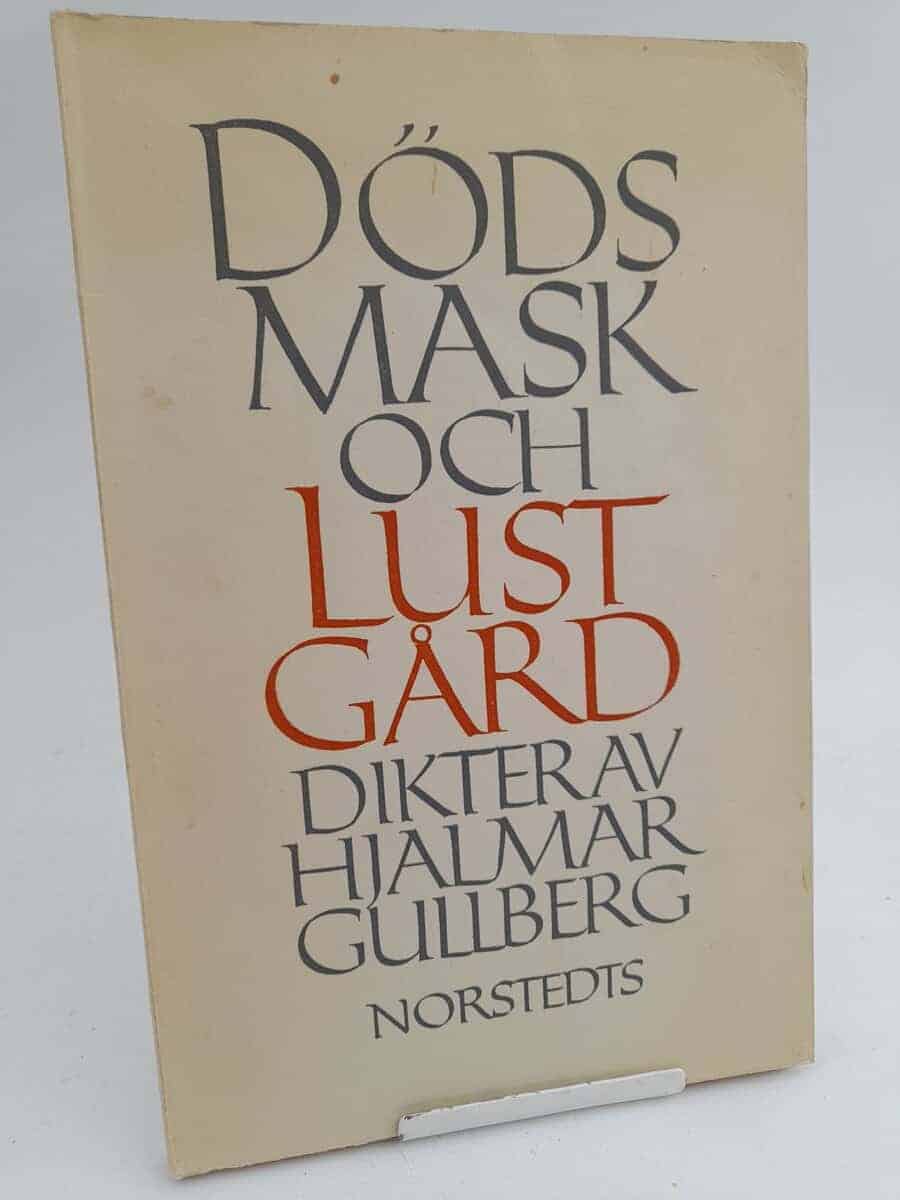 DÖDS
MASK
OCH
LUST
GÅRD
DIKTER AV
HJALMAR
GULLBERG
NORSTEDTS